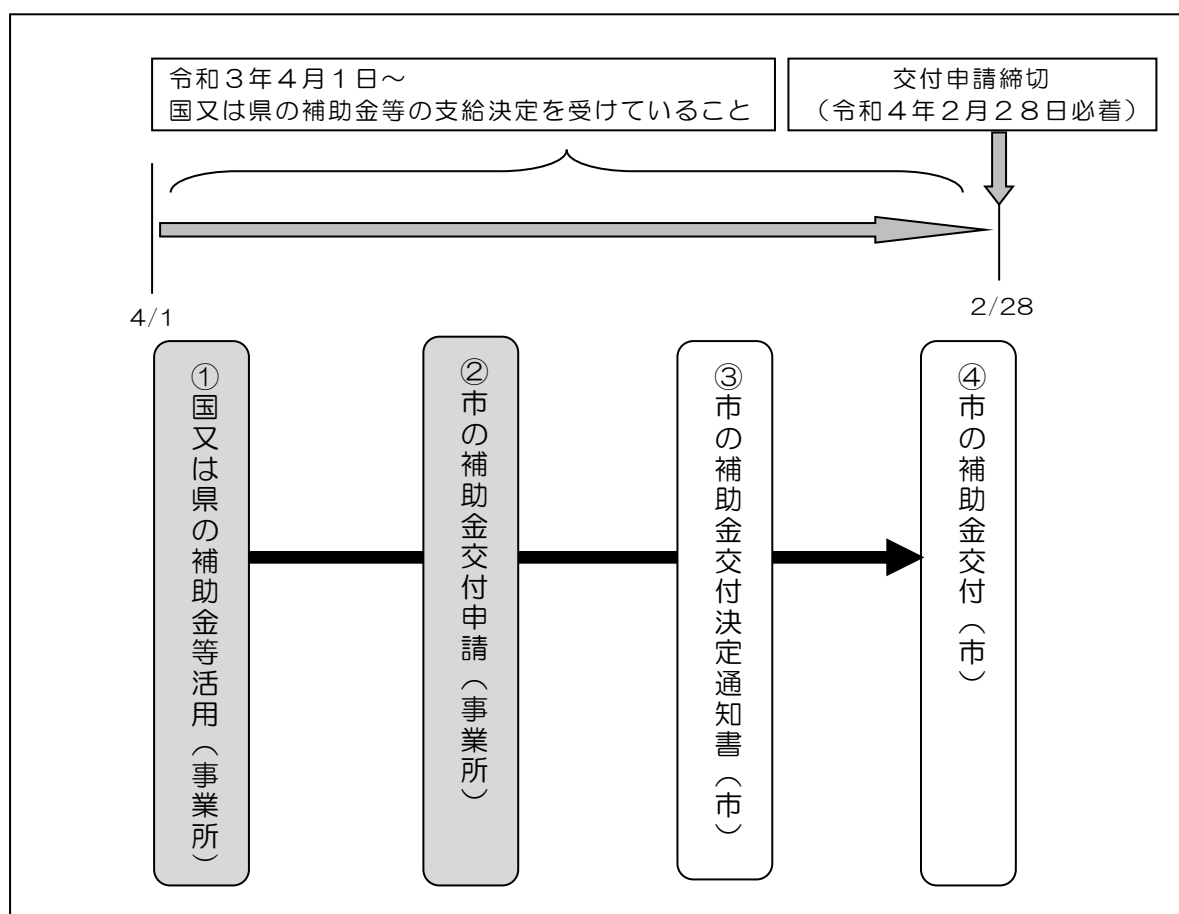 令和３年４月１日～
国又は県の補助金等の支給決定を受けていること
交付申請締切
（令和４年２月２８日必着）
4/1
2/28
①国又は県の補助金等活用（事業所）
②市の補助金交付申請（事業所）
③市の補助金交付決定通知書（市）
④市の補助金交付（市）